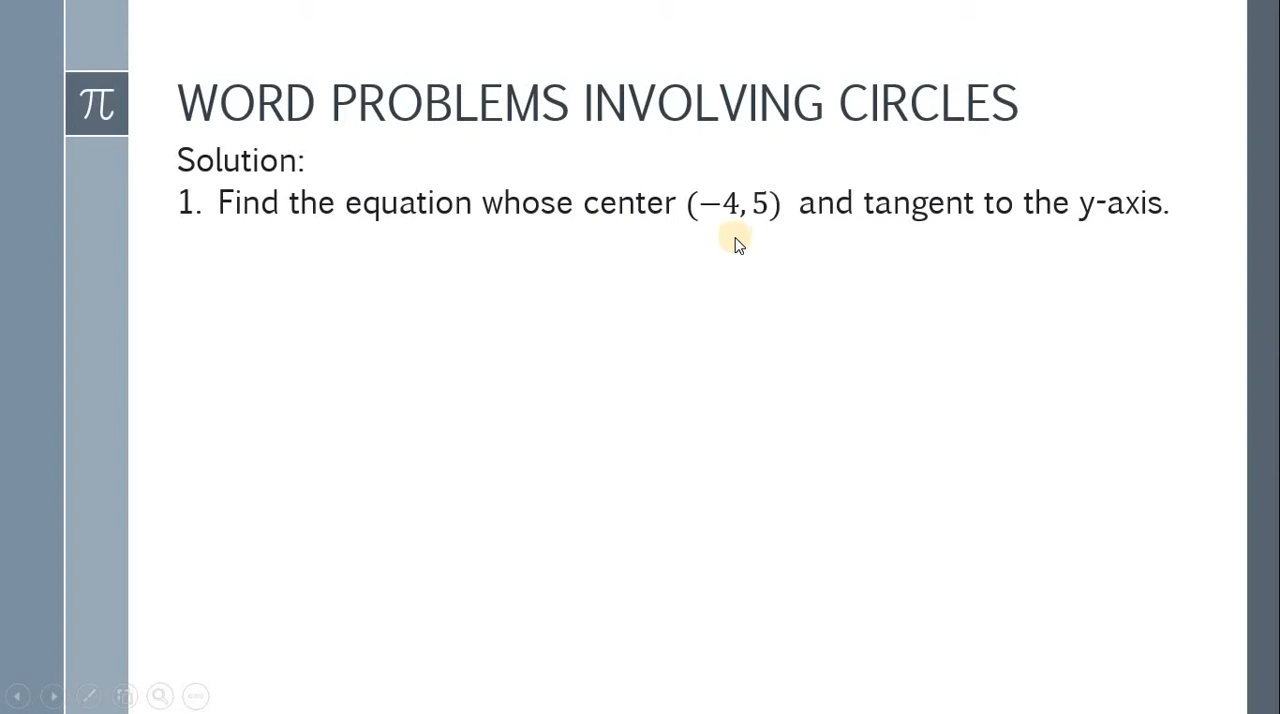 π
WORD PROBLEMS INVOLVING CIRCLES
Solution:
1. Find the equation whose center (−4, 5) and tangent to the y-axis.